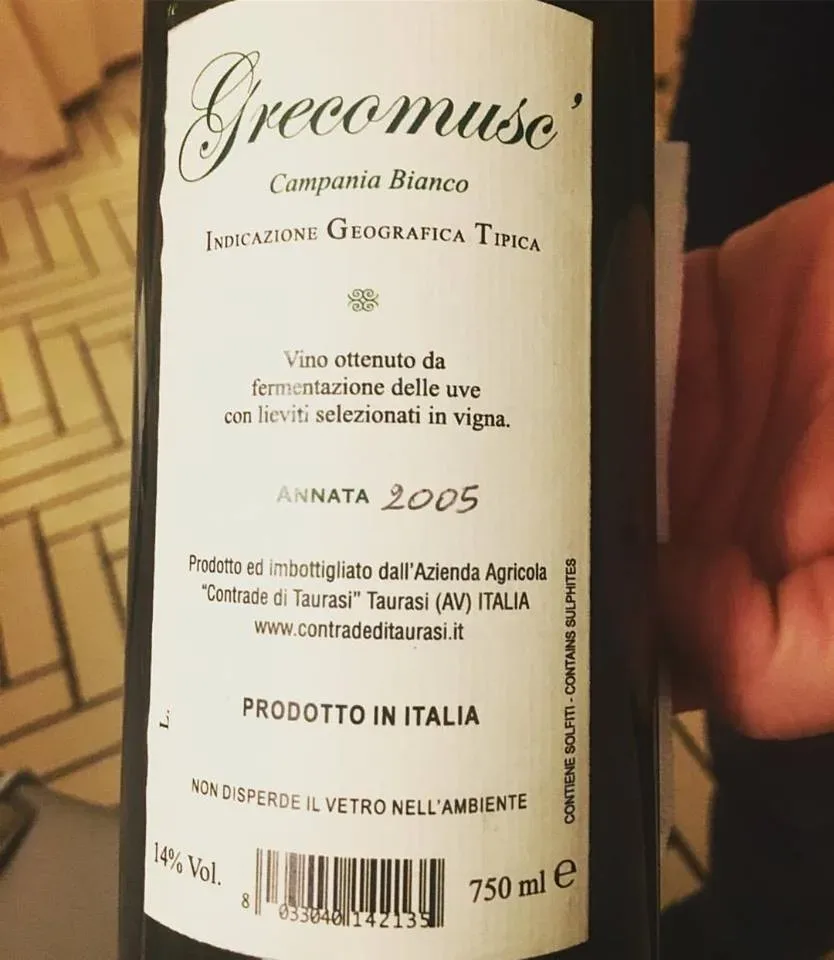 Grecomusc'
Campania Bianco
INDICAZIONE GEOGRAFICA TIPICA
Vino ottenuto da
fermentazione delle uve
con lieviti selezionati in vigna.
ANNATA 2005
Prodotto ed imbottigliato dall'Azienda Agricola
"Contrade di Taurasi" Taurasi (AV) ITALIA
www.contradeditaurasi.it
L.
PRODOTTO IN ITALIA
NON DISPERDE IL VETRO NELL'AMBIENTE
14% Vol.
8 033040 142135
750 ml e
CONTIENE SOLFITI - CONTAINS SULPHITES